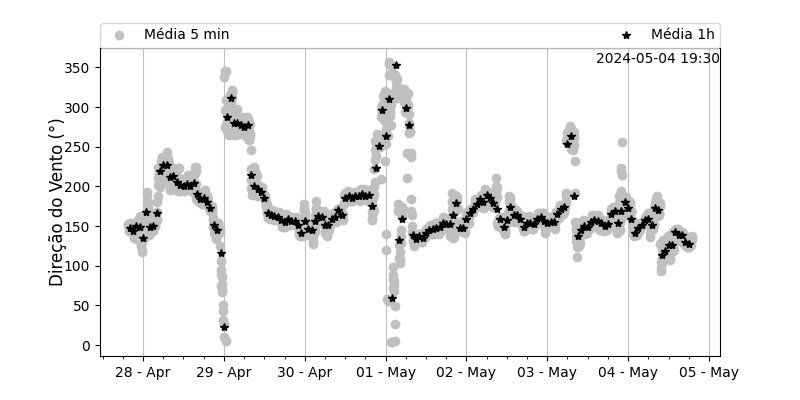 Média 5 min
Média 1h
2024-05-04 19:30
Direção do Vento (°)
350
300
250
200
150
100
50
0
28 - Apr
29 - Apr
30 - Apr
01 - May
02 - May
03 - May
04 - May
05 - May